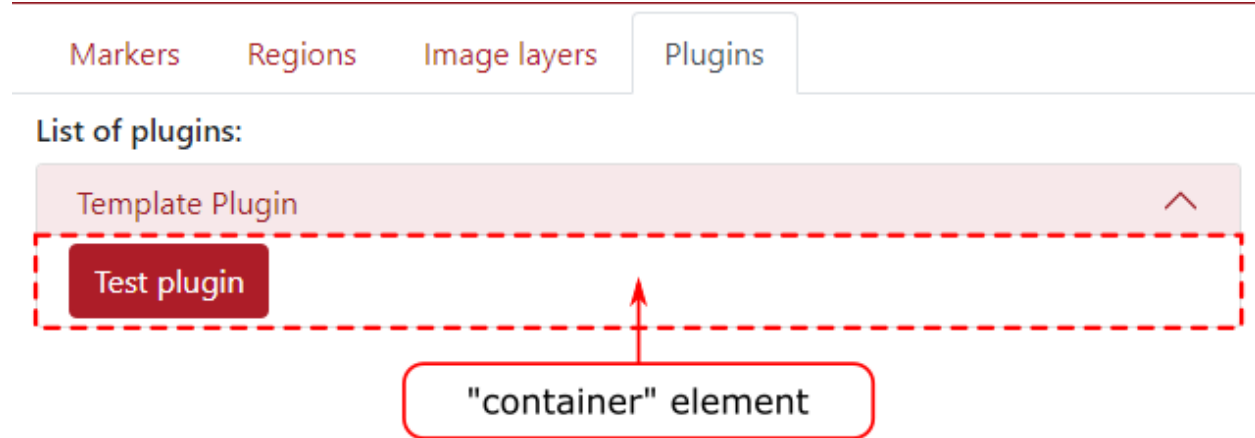 Markers Regions Image layers Plugins
List of plugins:
Template Plugin
Test plugin
"container" element